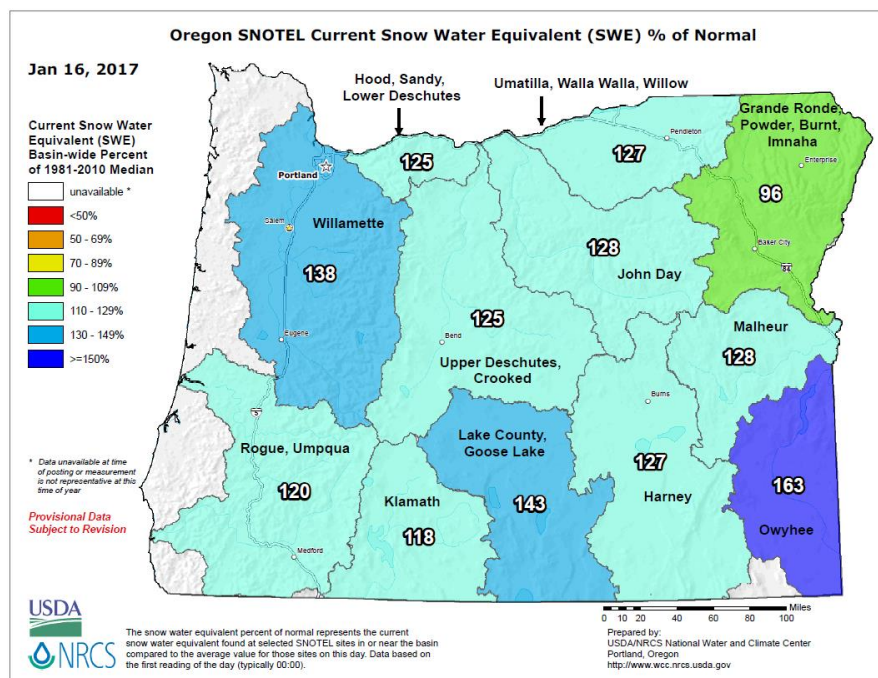 Oregon SNOTEL Current Snow Water Equivalent (SWE) % of Normal
Jan 16, 2017
Current Snow Water
Equivalent (SWE)
Basin-wide Percent
of 1981-2010 Median
unavailable *
<50%
50 - 69%
70 - 89%
90 - 109%
110 - 129%
130 - 149%
>=150%
* Data unavailable at time
of posting or measurement
is not representative at this
time of year
Provisional Data
Subject to Revision
Hood, Sandy,
Lower Deschutes
125
Umatilla, Walla Walla, Willow
127
Pendleton
Grande Ronde,
Powder, Burnt,
Imnaha
Enterprise
96
Baker City
84
Portland
Salem
Willamette
138
Eugene
128
John Day
125
Bend
Upper Deschutes,
Crooked
Malheur
128
Burns
127
Harney
Lake County,
Goose Lake
143
5
Rogue, Umpqua
120
Medford
Klamath
118
163
Owyhee
0 10 20 40 60 80 100 Miles
USDA
NRCS
The snow water equivalent percent of normal represents the current
snow water equivalent found at selected SNOTEL sites in or near the basin
compared to the average value for those sites on this day. Data based on
the first reading of the day (typically 00:00).
Prepared by:
USDA/NRCS National Water and Climate Center
Portland, Oregon
http://www.wcc.nrcs.usda.gov